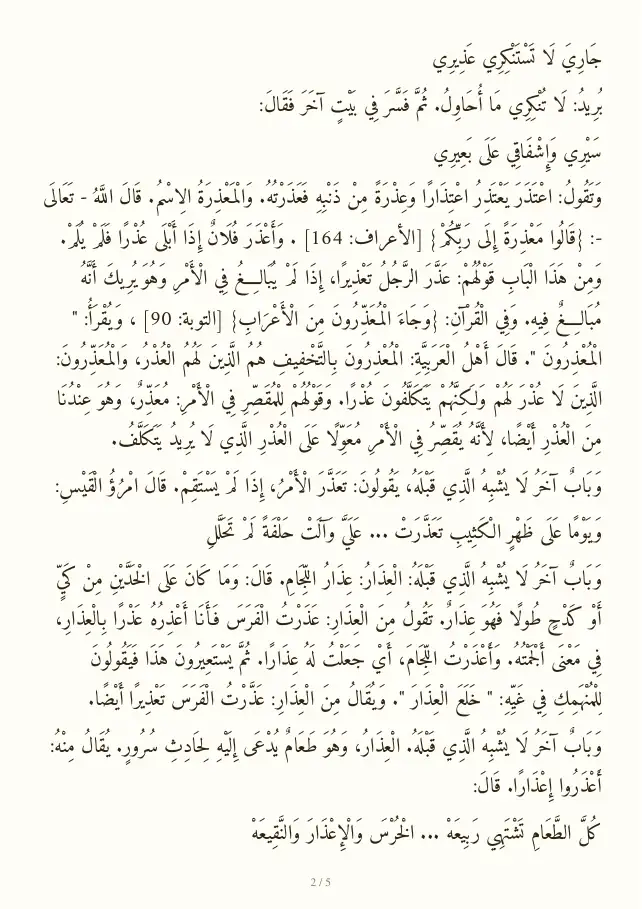 جَارِيَ لَا تَسْتَنْكِرِي عَذِيرِي
يُرِيدُ: لَا تُنْكِرِي مَا أُحَاوِلُ. ثُمَّ فَسَّرَ فِي بَيْتٍ آخَرَ فَقَالَ:
سَيْرِي وَإِشْفَاقِي عَلَى بَعِيرِي
وَتَقُولُ: اعْتَذَرَ يَعْتَذِرُ اعْتِذَارًا وَعِذْرَةً مِنْ ذَنْبِهِ فَعَذَرْتُهُ. وَالْمَعْذِرَةُ الِاسْمُ. قَالَ اللَّهُ - تَعَالَى
-: {قَالُوا مَعْذِرَةً إِلَى رَبِّكُمْ} [الأعراف: 164] . وَأَعْذَرَ فُلَانٌ إِذَا أَبْلَى عُذْرًا فَلَمْ يُلَمْ.
وَمِنْ هَذَا الْبَابِ قَوْلُهُمْ: عَذَّرَ الرَّجُلُ تَعْذِيرًا، إِذَا لَمْ يُبَالِغْ فِي الْأَمْرِ وَهُوَ يُرِيكَ أَنَّهُ
مُبَالِغٌ فِيهِ. وَفِي الْقُرْآنِ: {وَجَاءَ الْمُعَذِّرُونَ مِنَ الْأَعْرَابِ} [التوبة: 90] ، وَيُقْرَأُ: "
الْمُعْذِرُونَ ". قَالَ أَهْلُ الْعَرَبِيَّةِ: الْمُعْذِرُونَ بِالتَّخْفِيفِ هُمُ الَّذِينَ لَهُمُ الْعُذْرُ، وَالْمُعَذِّرُونَ:
الَّذِينَ لَا عُذْرَ لَهُمْ وَلَكِنَّهُمْ يَتَكَلَّفُونَ عُذْرًا. وَقَوْلُهُمْ لِلْمُقَصِّرِ فِي الْأَمْرِ: مُعَذِّرٌ، وَهُوَ عِنْدُنَا
مِنَ الْعُذْرِ أَيْضًا، لِأَنَّهُ يُقَصِّرُ فِي الْأَمْرِ مُعَوِّلًا عَلَى الْعُذْرِ الَّذِي لَا يُرِيدُ يَتَكَلَّفُ.
وَبَابٌ آخَرُ لَا يُشْبِهُ الَّذِي قَبْلَهُ، يَقُولُونَ: تَعَذَّرَ الْأَمْرُ، إِذَا لَمْ يَسْتَقِمْ. قَالَ امْرُؤُ الْقَيْسِ:
وَيَوْمًا عَلَى ظَهْرِ الْكَثِيبِ تَعَذَّرَتْ ... عَلَيَّ وَآلَتْ حَلْفَةً لَمْ تَحَلَّلِ
وَبَابٌ آخَرُ لَا يُشْبِهُ الَّذِي قَبْلَهُ: الْعِذَارُ: عِذَارُ اللِّجَامِ. قَالَ: وَمَا كَانَ عَلَى الْخَدَّيْنِ مِنْ كَيٍّ
أَوْ كَدْحٍ طُولًا فَهُوَ عِذَارٌ. تَقُولُ مِنَ الْعِذَارِ: عَذَرْتُ الْفَرَسَ فَأَنَا أَعْذِرُهُ عَذْرًا بِالْعِذَارِ،
فِي مَعْنَى أَلْجَمْتُهُ. وَأَعْذَرْتُ اللِّجَامَ، أَيْ جَعَلْتُ لَهُ عِذَارًا. ثُمَّ يَسْتَعِيرُونَ هَذَا فَيَقُولُونَ
لِلْمُنْهَمِكِ فِي غَيِّهِ: " خَلَعَ الْعِذَارَ ". وَيُقَالُ مِنَ الْعِذَارِ: عَذَّرْتُ الْفَرَسَ تَعْذِيرًا أَيْضًا.
وَبَابٌ آخَرُ لَا يُشْبِهُ الَّذِي قَبْلَهُ. الْعِذَارُ، وَهُوَ طَعَامٌ يُدْعَى إِلَيْهِ لِحَادِثِ سُرُورٍ. يُقَالُ مِنْهُ:
أَعْذَرُوا إِعْذَارًا. قَالَ:
كُلَّ الطَّعَامِ تَشْتَهِي رَبِيعَهْ ... الْخُرْسَ وَالْإِعْذَارَ وَالنَّقِيعَهْ
2 / 5